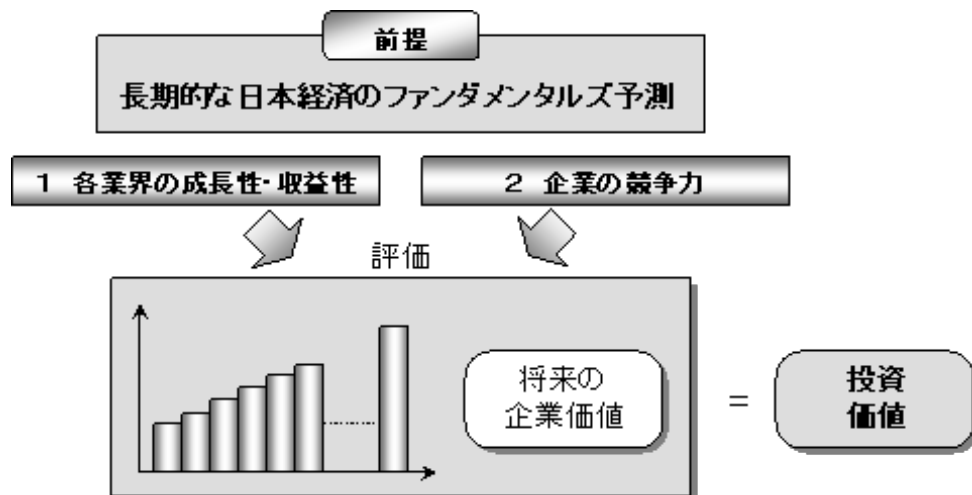 前提
長期的な日本経済のファンダメンタルズ予測
1 各業界の成長性・収益性
2 企業の競争力
評価
将来の
企業価値
=
投資
価値